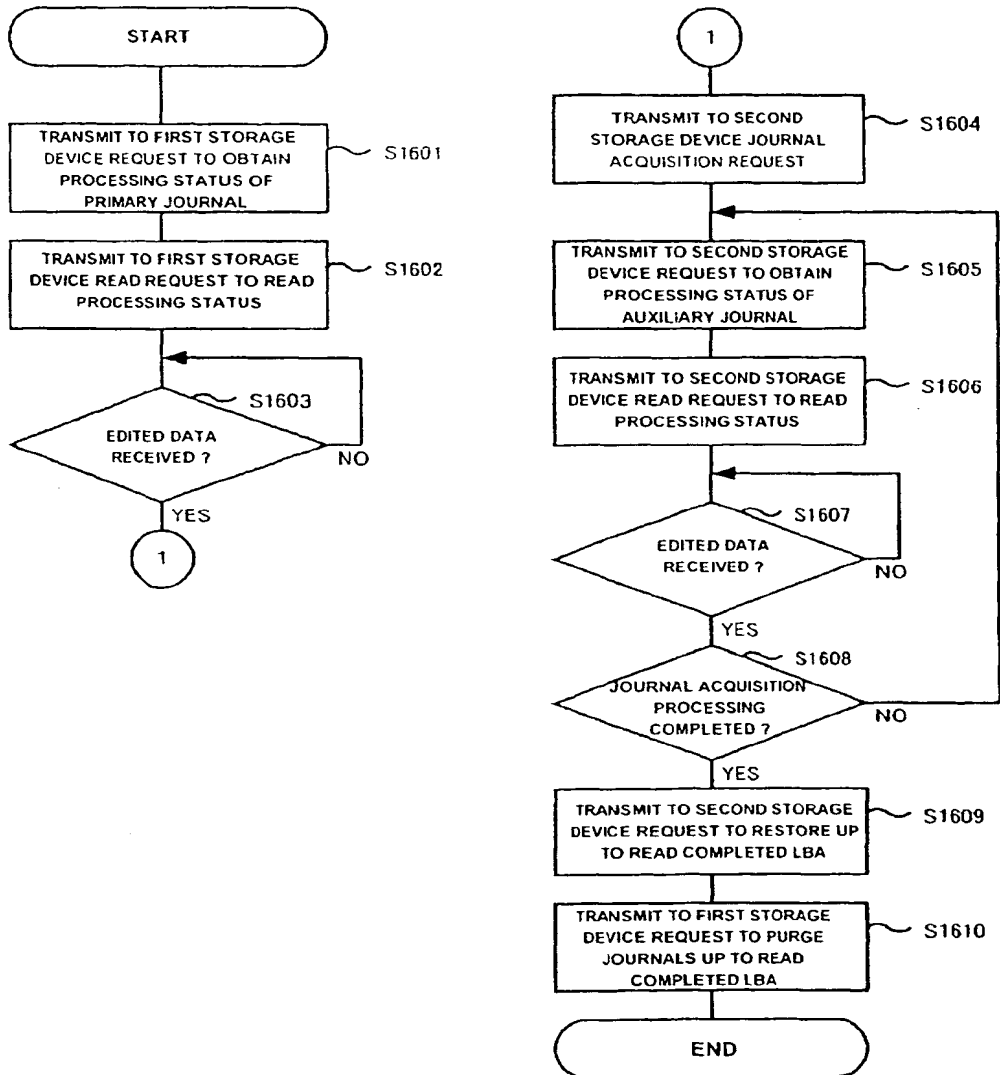 START
TRANSMIT TO FIRST STORAGE
DEVICE REQUEST TO OBTAIN
PROCESSING STATUS OF
PRIMARY JOURNAL
S1601
TRANSMIT TO FIRST STORAGE
DEVICE READ REQUEST TO READ
PROCESSING STATUS
S1602
S1603
EDITED DATA
RECEIVED ?
NO
YES
1
1
TRANSMIT TO SECOND
STORAGE DEVICE JOURNAL
ACQUISITION REQUEST
S1604
TRANSMIT TO SECOND STORAGE
DEVICE REQUEST TO OBTAIN
PROCESSING STATUS OF
AUXILIARY JOURNAL
S1605
TRANSMIT TO SECOND STORAGE
DEVICE READ REQUEST TO READ
PROCESSING STATUS
S1606
S1607
EDITED DATA
RECEIVED ?
NO
YES
S1608
JOURNAL ACQUISITION
PROCESSING
COMPLETED ?
NO
YES
TRANSMIT TO SECOND STORAGE
DEVICE REQUEST TO RESTORE UP
TO READ COMPLETED LBA
S1609
TRANSMIT TO FIRST STORAGE
DEVICE REQUEST TO PURGE
JOURNALS UP TO READ
COMPLETED LBA
S1610
END